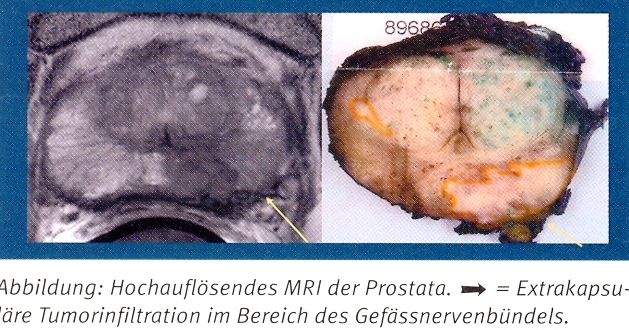 8968
Abbildung: Hochauflösendes MRI der Prostata. ➡ = Extrakapsu-
läre Tumorinfiltration im Bereich des Gefässnervenbündels.